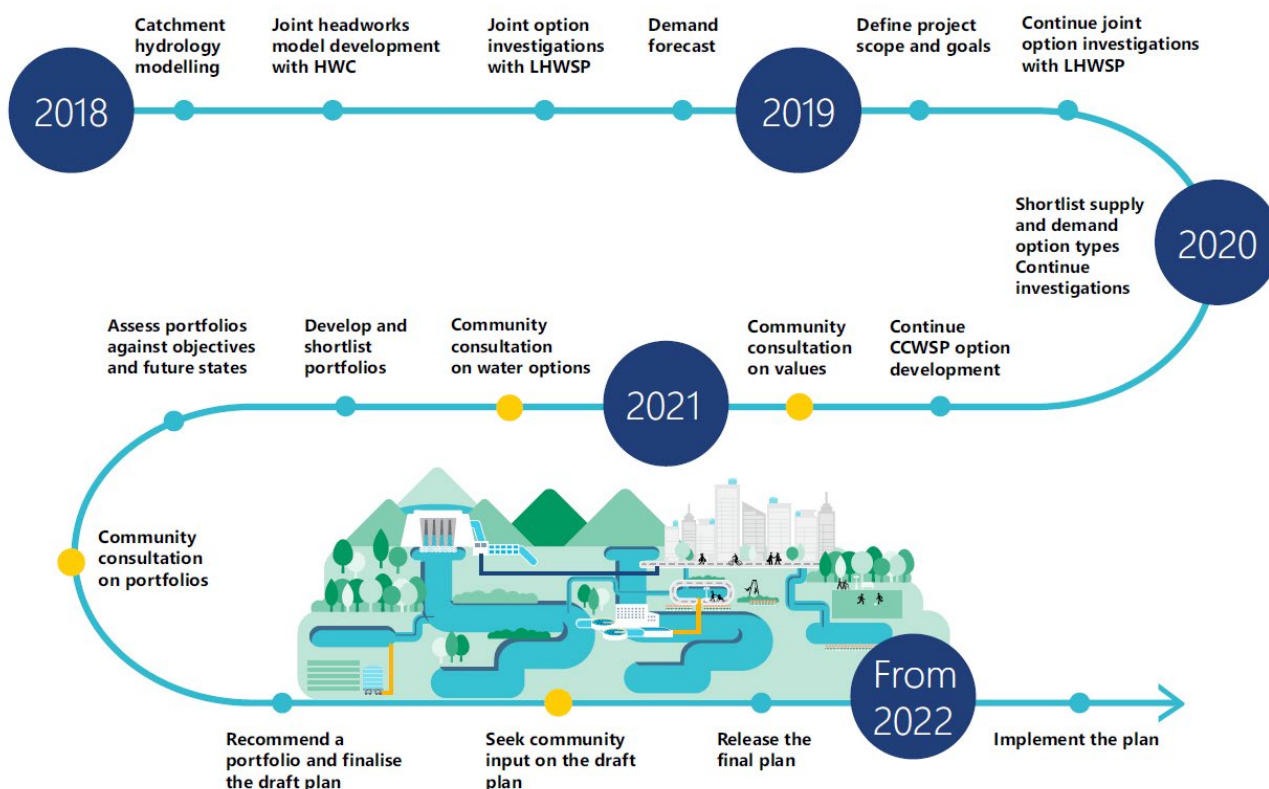 2018
Catchment
hydrology
modelling
Joint headworks
model development
with HWC
Joint option
investigations
with LHWSP
Demand
forecast
2019
Define project
scope and goals
Continue joint
option investigations
with LHWSP
2020
Shortlist supply
and demand
option types
Continue
investigations
Continue
CCWSP option
development
Community
consultation
on values
2021
Community
consultation
on water options
Develop and
shortlist
portfolios
Assess portfolios
against objectives
and future states
Community
consultation
on portfolios
Recommend a
portfolio and finalise
the draft plan
Seek community
input on the draft
plan
Release the
final plan
From
2022
Implement the plan